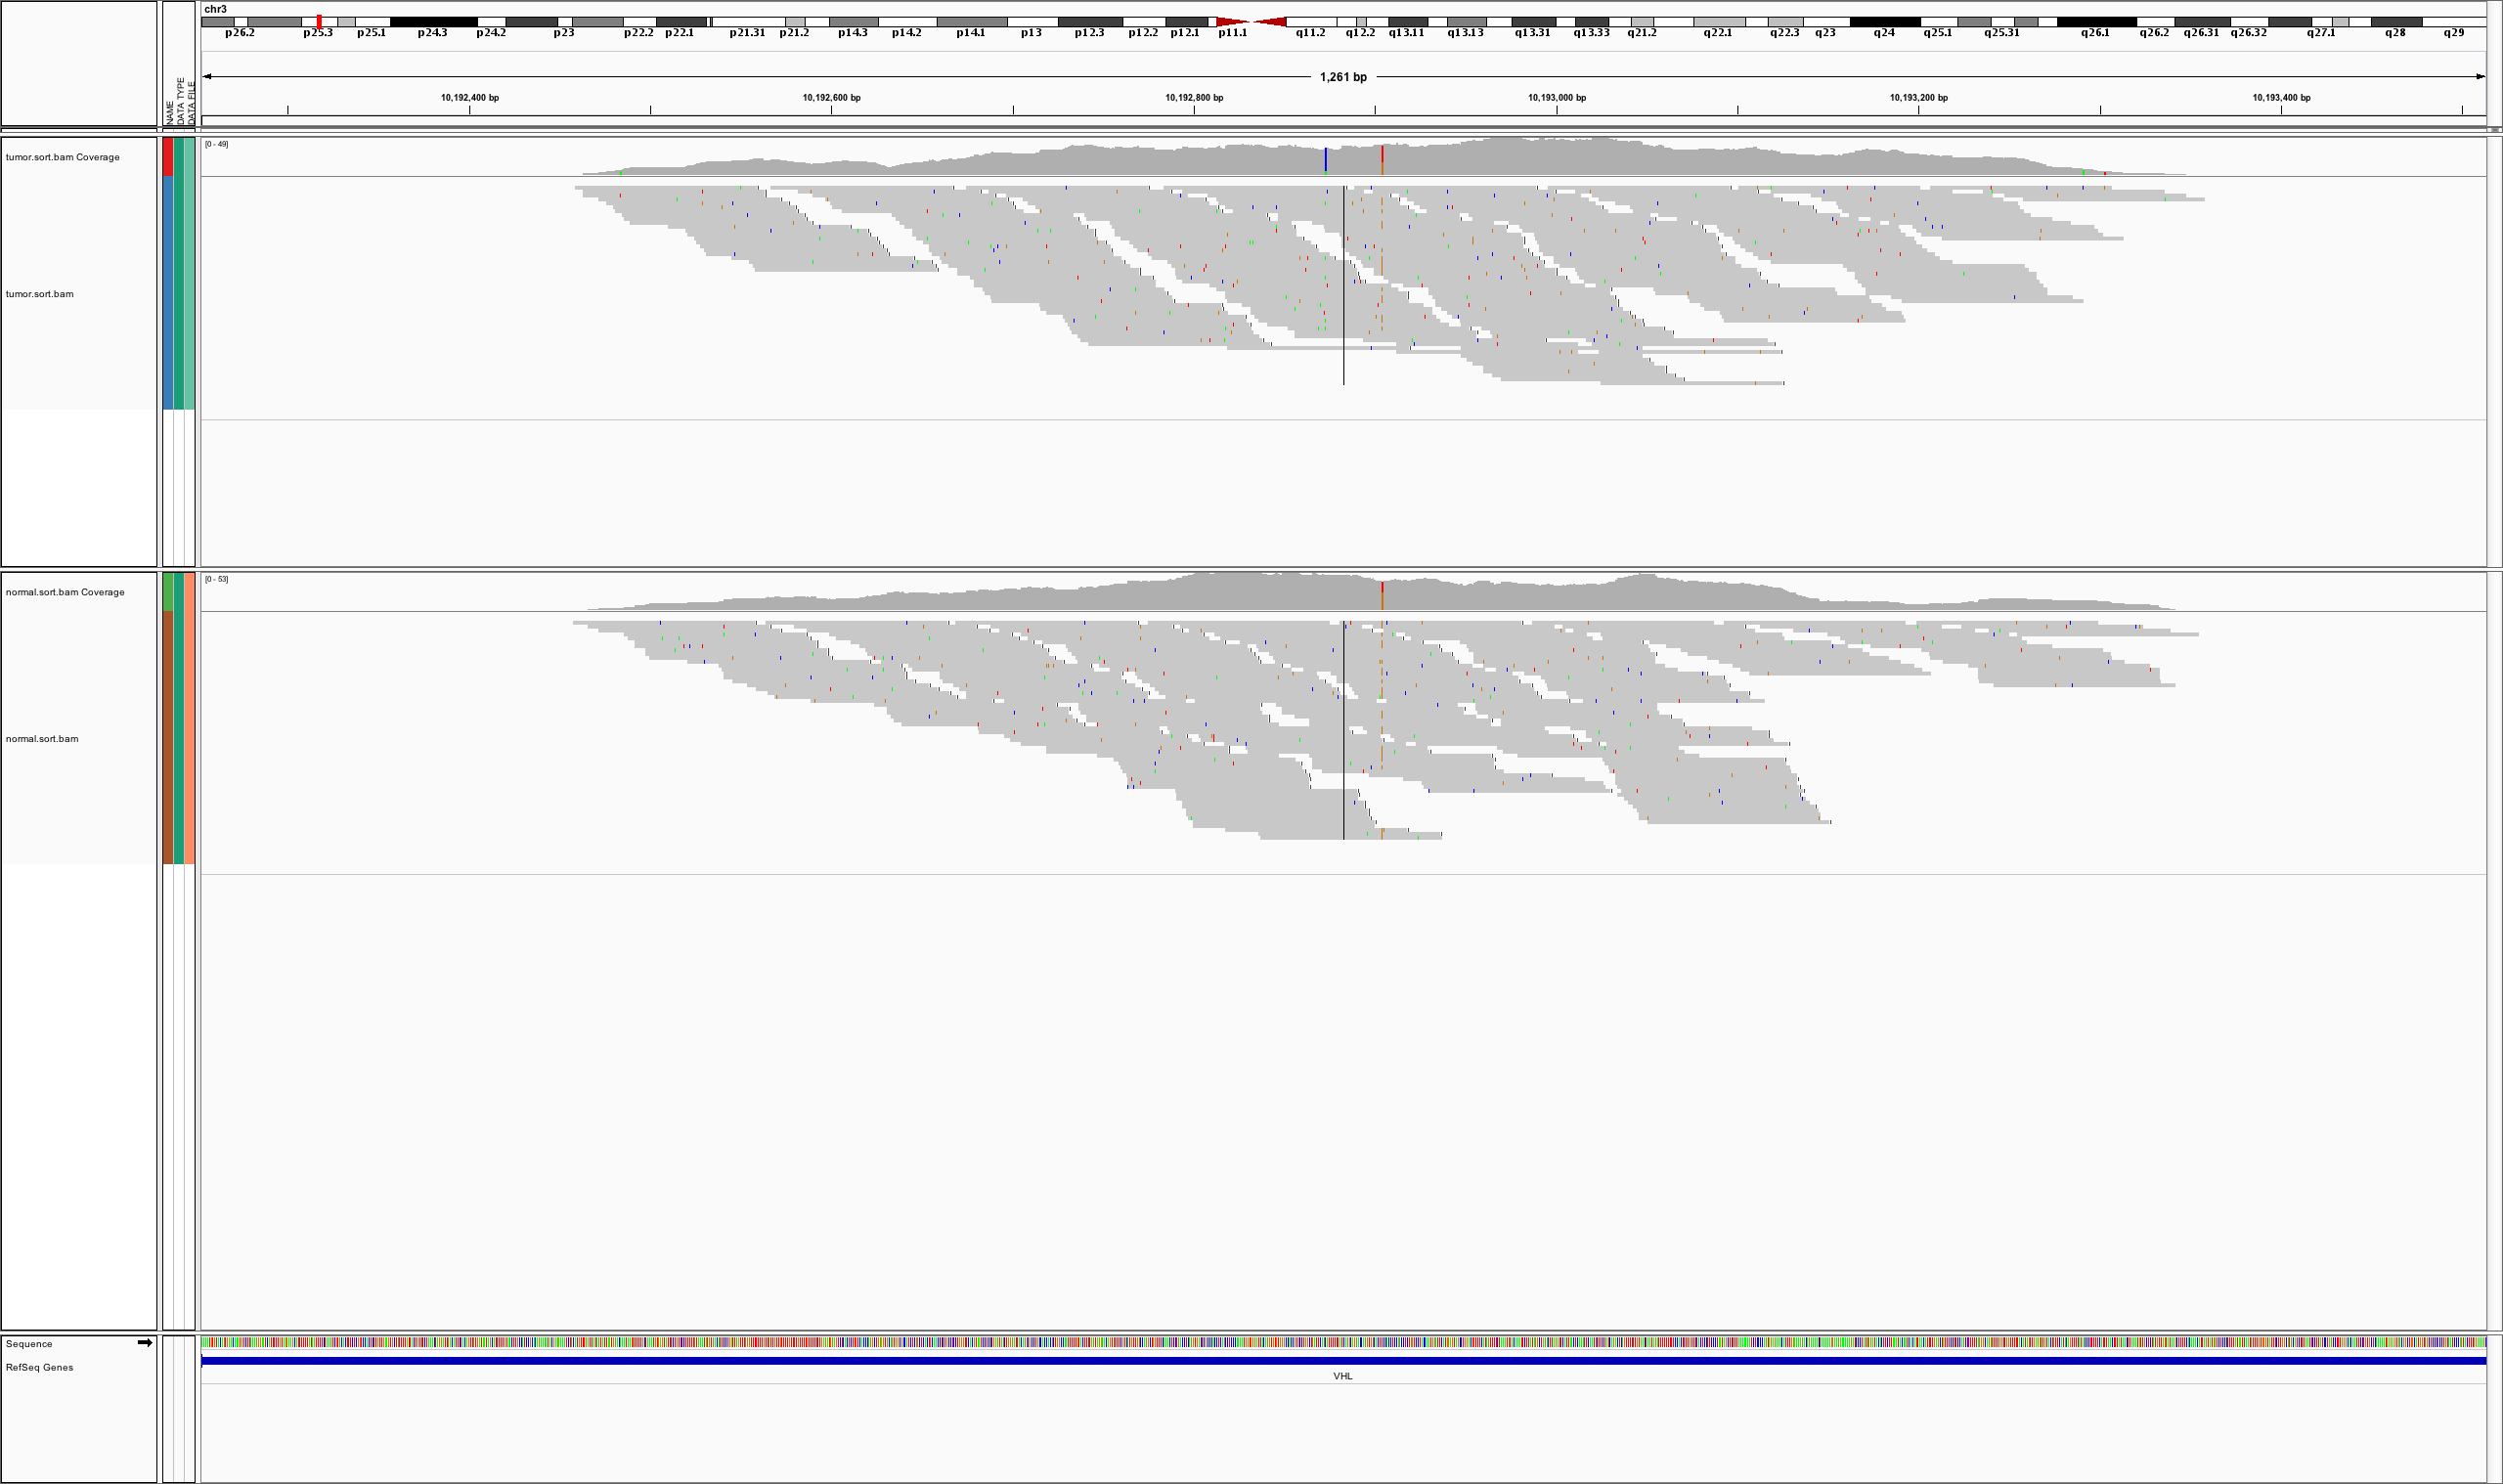 chr3
p26.2 p25.3 p25.1 p24.3 p24.2 p23 p22.2 p22.1 p21.31 p21.2 p14.3 p14.2 p14.1 p13 p12.3 p12.2 p12.1 p11.1 q11.2 q12.2 q13.11 q13.13 q13.31 q13.33 q21.2 q22.1 q22.3 q23 q24 q25.1 q25.31 q26.1 q26.2 q26.31 q26.32 q27.1 q28 q29
1,261 bp
NAME
DATA TYPE
DATA FILE
10,192,400 bp 10,192,600 bp 10,192,800 bp 10,193,000 bp 10,193,200 bp 10,193,400 bp
[0 - 49]
tumor.sort.bam Coverage
tumor.sort.bam
[0 - 53]
normal.sort.bam Coverage
normal.sort.bam
Sequence
RefSeq Genes
VHL